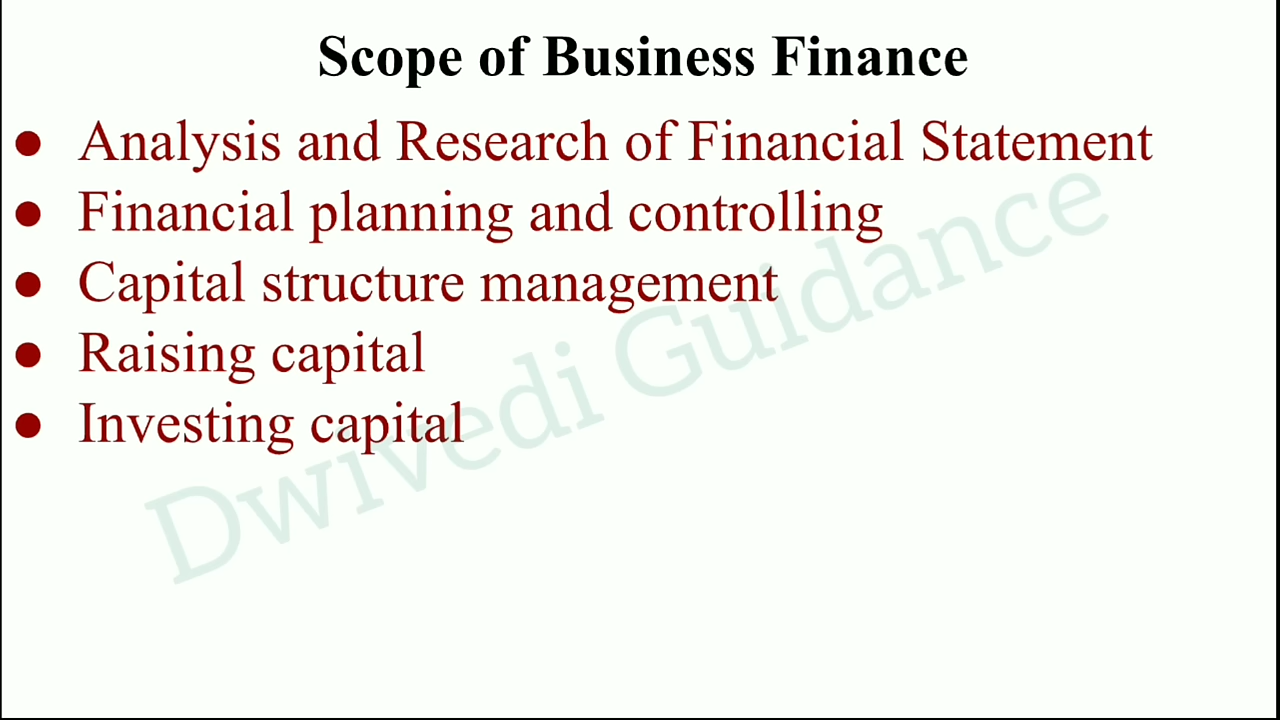 Scope of Business Finance
● Analysis and Research of Financial Statement
● Financial planning and controlling
● Capital structure management
● Raising capital
● Investing capital
Dwivedi Guidance